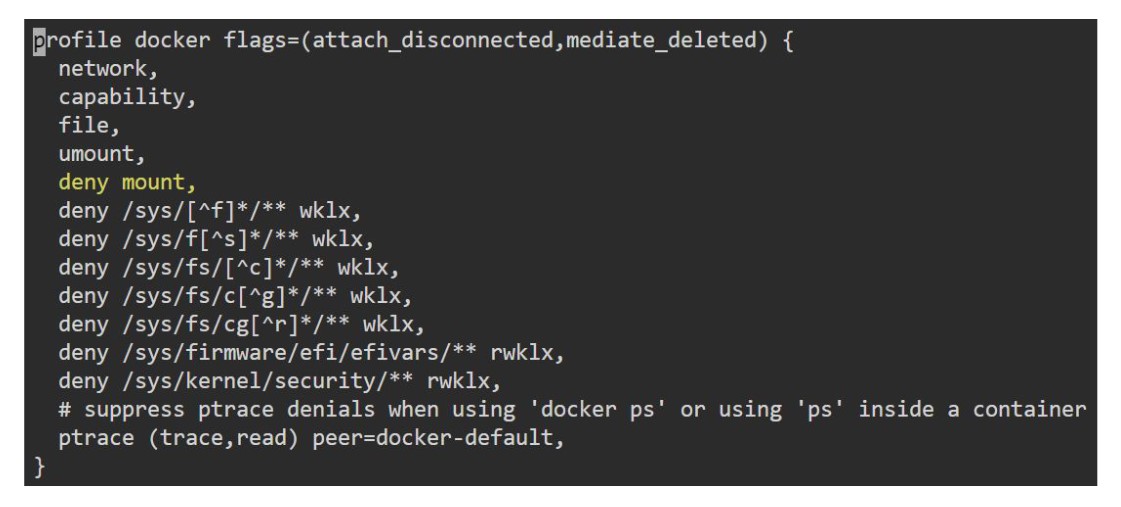 profile docker flags=(attach_disconnected,mediate_deleted) {
  network,
  capability,
  file,
  umount,
  deny mount,
  deny /sys/[^f]*/** wklx,
  deny /sys/f[^s]*/** wklx,
  deny /sys/fs/[^c]*/** wklx,
  deny /sys/fs/c[^g]*/** wklx,
  deny /sys/fs/cg[^r]*/** wklx,
  deny /sys/firmware/efi/efivars/** rwklx,
  deny /sys/kernel/security/** rwklx,
  # suppress ptrace denials when using 'docker ps' or using 'ps' inside a container
  ptrace (trace,read) peer=docker-default,
}